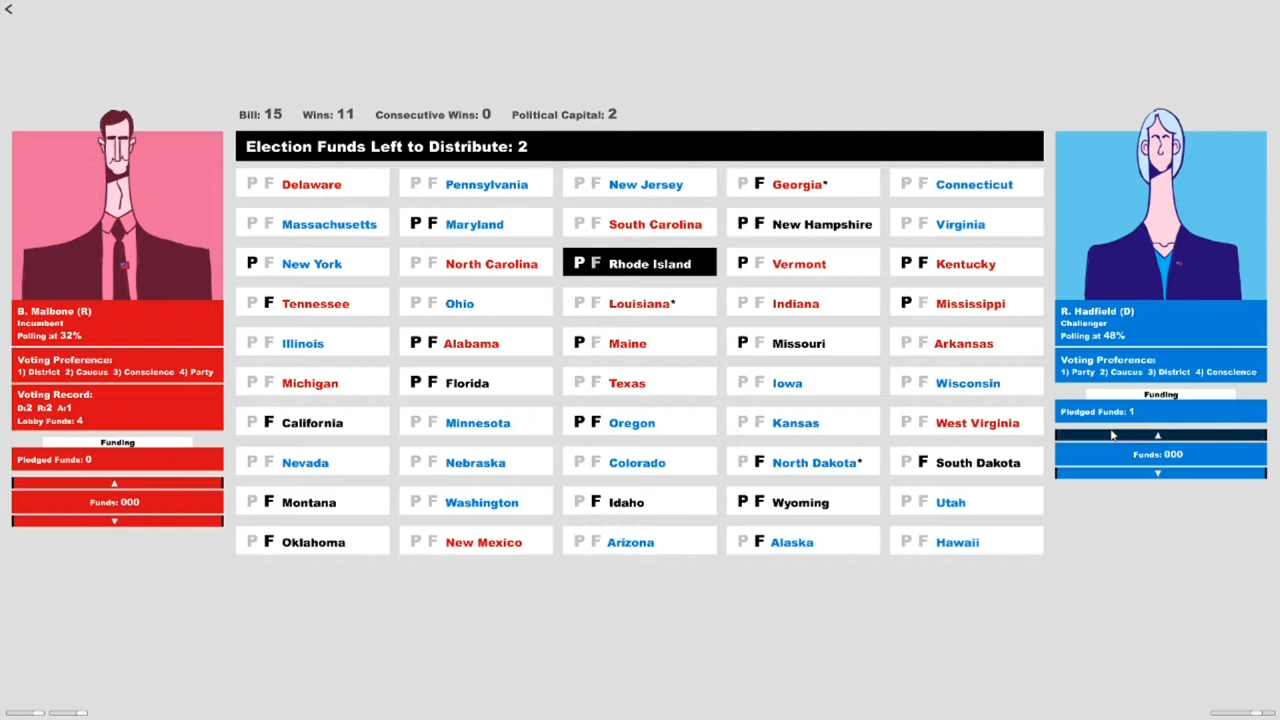 <
Bill: 15 Wins: 11 Consecutive Wins: 0 Political Capital: 2
Election Funds Left to Distribute: 2
P F Delaware P F Pennsylvania P F New Jersey P F Georgia* P F Connecticut
P F Massachusetts P F Maryland P F South Carolina P F New Hampshire P F Virginia
P F New York P F North Carolina P F Rhode Island P F Vermont P F Kentucky
P F Tennessee P F Ohio P F Louisiana* P F Indiana P F Mississippi
P F Illinois P F Alabama P F Maine P F Missouri P F Arkansas
P F Michigan P F Florida P F Texas P F Iowa P F Wisconsin
P F California P F Minnesota P F Oregon P F Kansas P F West Virginia
P F Nevada P F Nebraska P F Colorado P F North Dakota* P F South Dakota
P F Montana P F Washington P F Idaho P F Wyoming P F Utah
P F Oklahoma P F New Mexico P F Arizona P F Alaska P F Hawaii
B. Malbone (R)
Incumbent
Polling at 32%
Voting Preference:
1) District 2) Caucus 3) Conscience 4) Party
Voting Record:
D:2 R:2 A:1
Lobby Funds: 4
Funding
Pledged Funds: 0
▲
Funds: 000
▼
R. Hadfield (D)
Challenger
Polling at 48%
Voting Preference:
1) Party 2) Caucus 3) District 4) Conscience
Funding
Pledged Funds: 1
▲
Funds: 000
▼